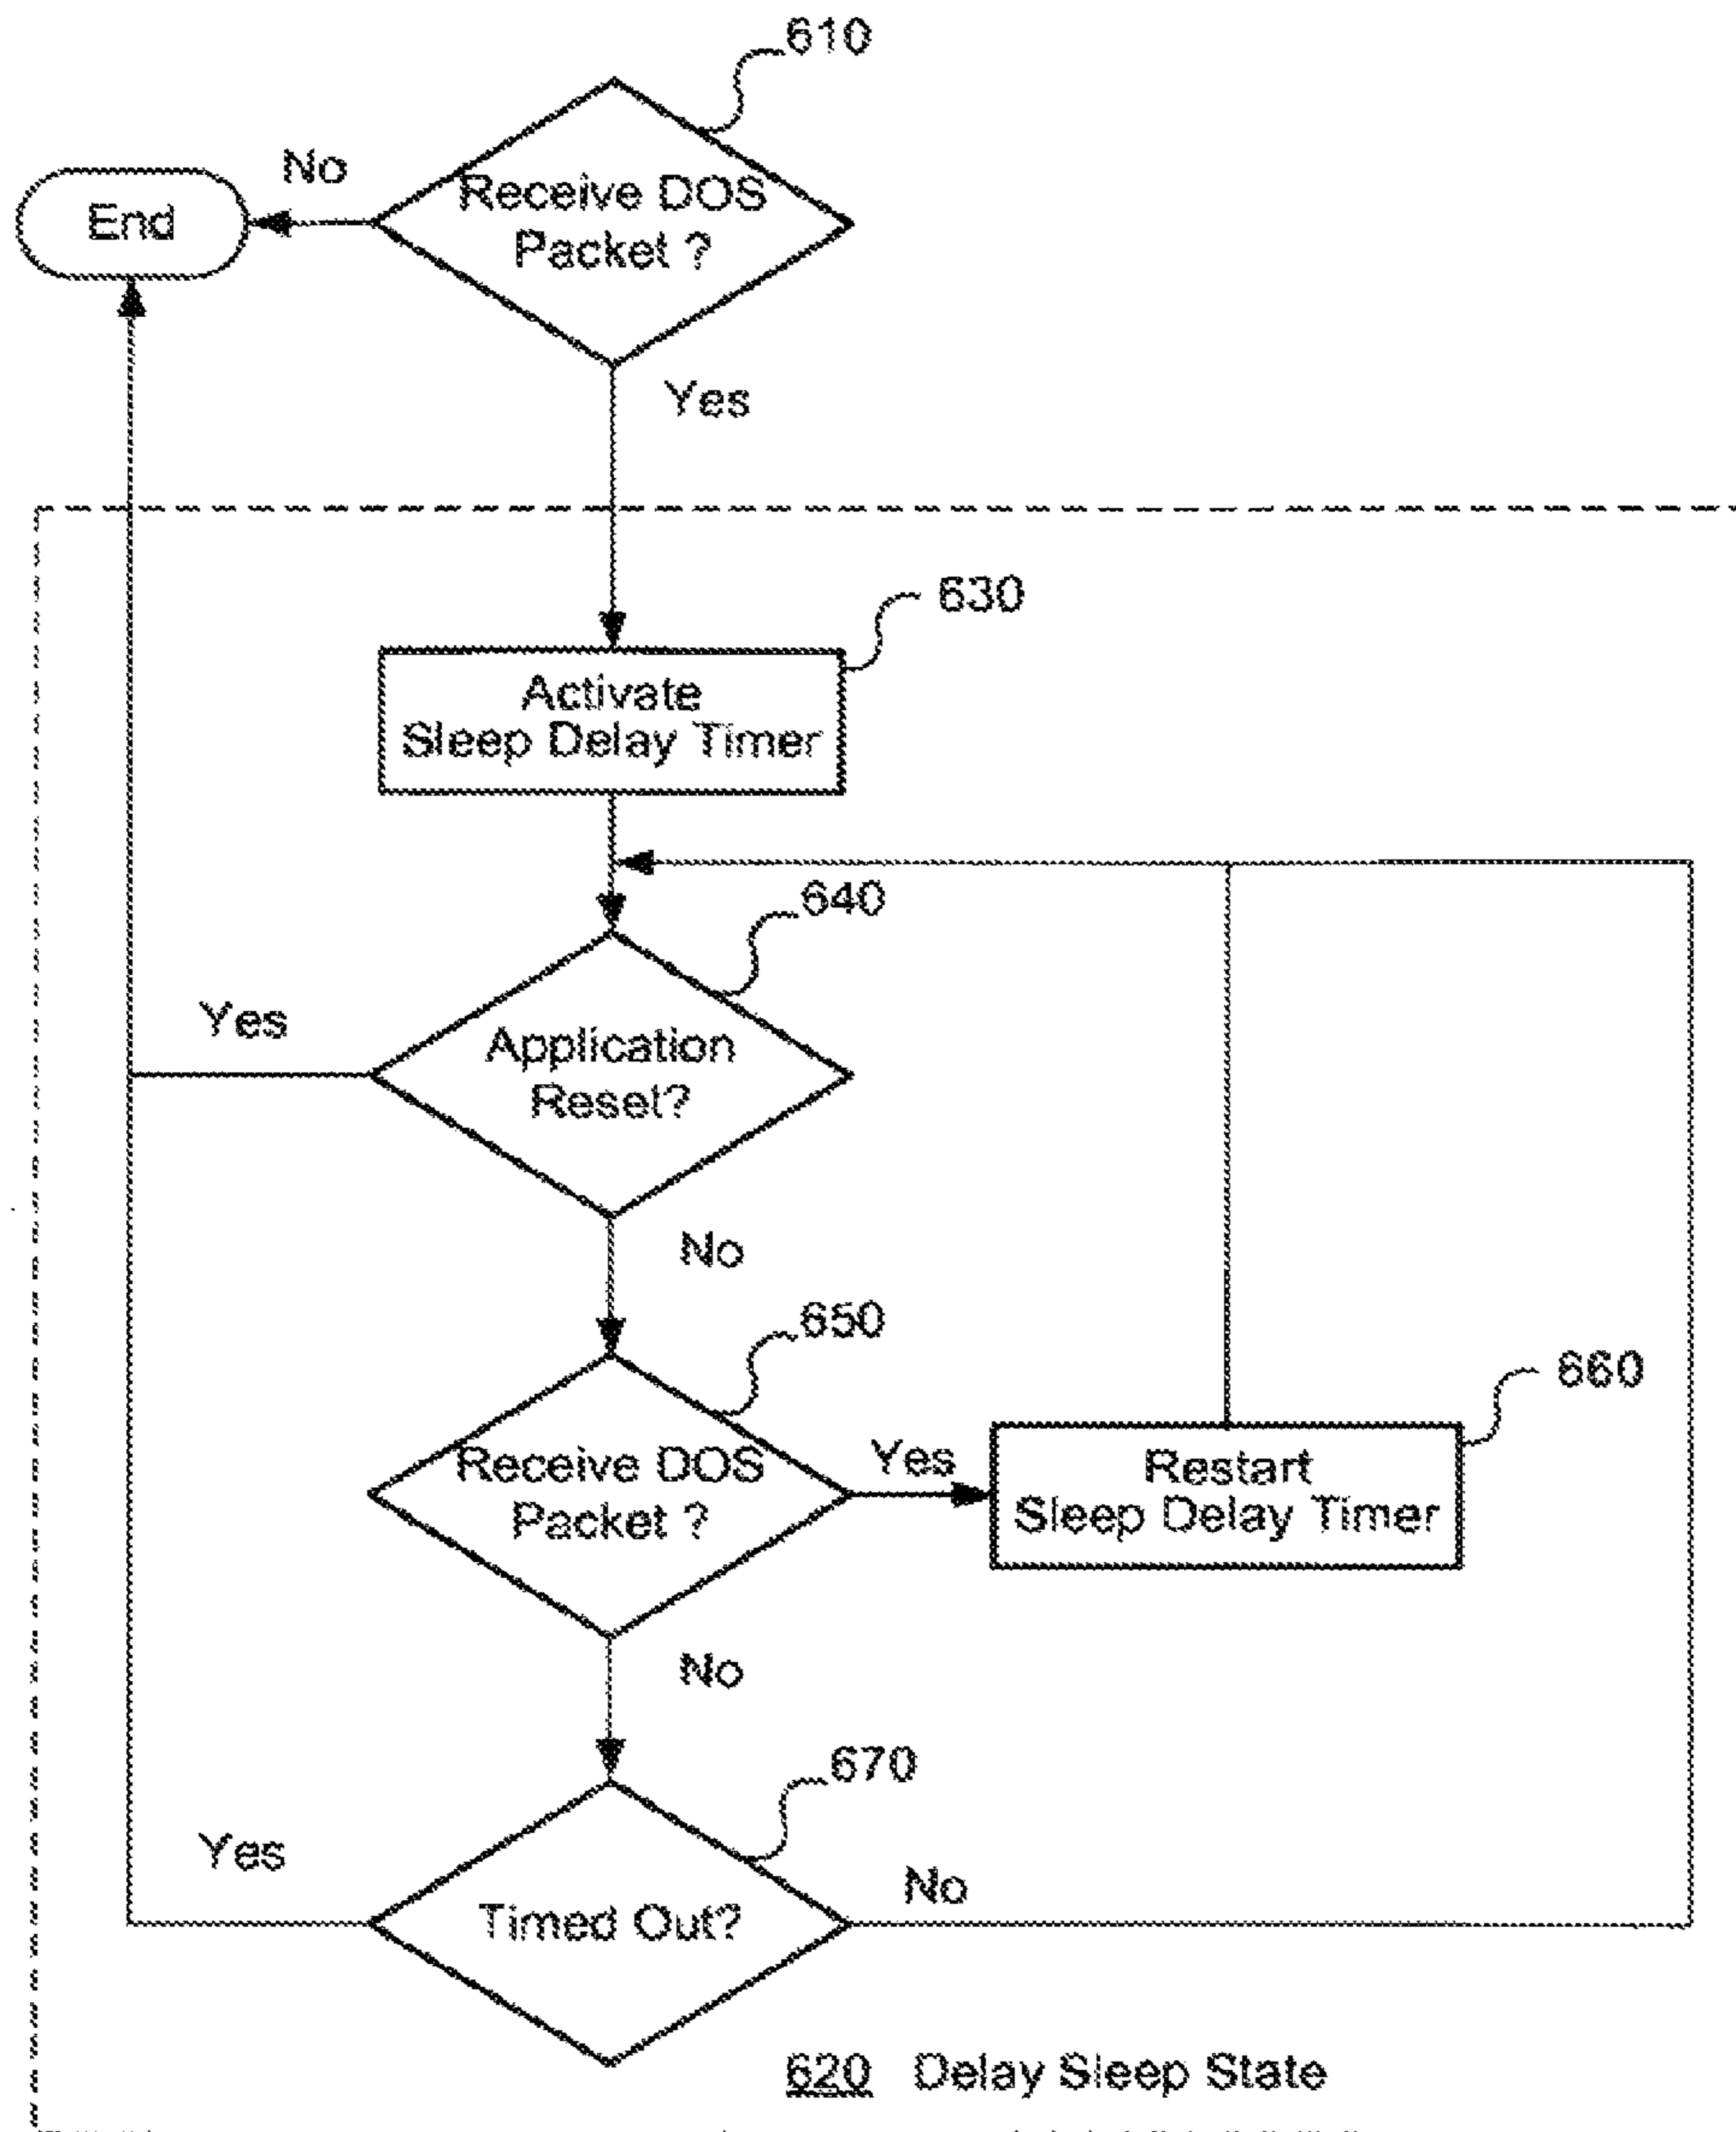 610
No
Receive DOS
Packet ?
End
Yes
630
Activate
Sleep Delay Timer
640
Yes
Application
Reset?
No
650
660
Receive DOS
Packet ?
Yes
Restart
Sleep Delay Timer
No
670
Yes
No
Timed Out?
620 Delay Sleep State